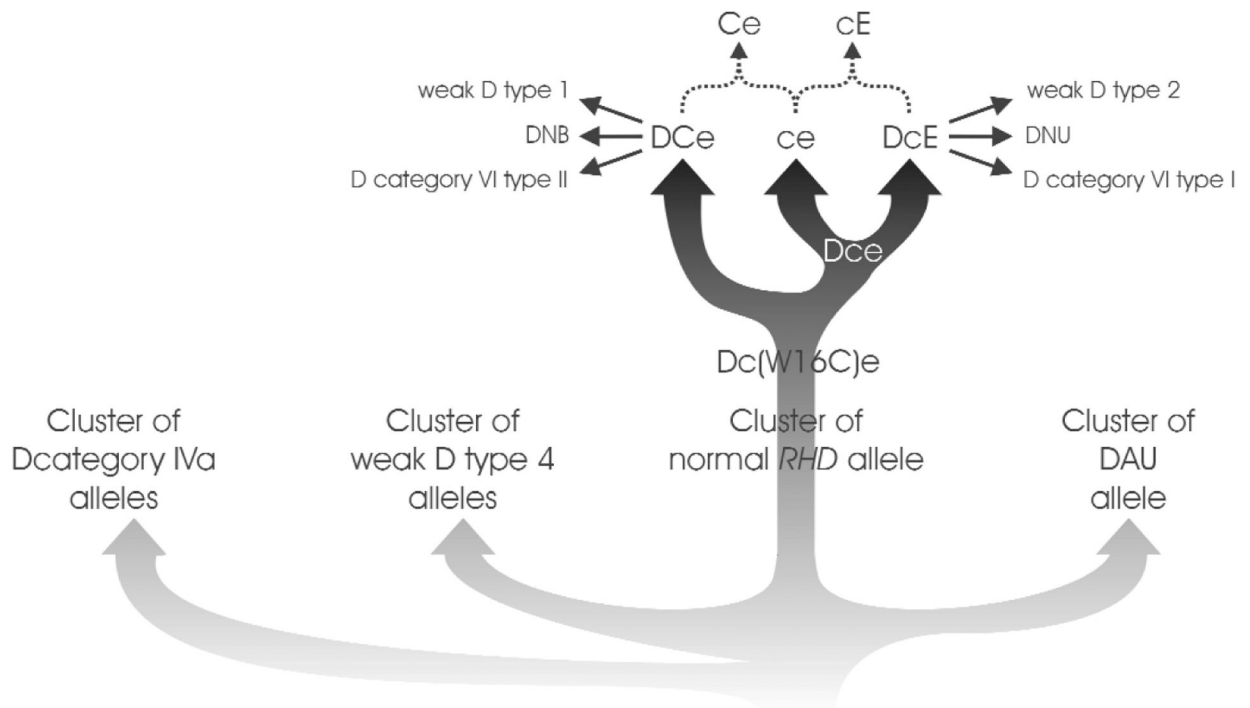 Ce
cE
weak D type 1
weak D type 2
DNB
DCe
ce
DcE
DNU
D category VI type II
D category VI type I
Dce
Dc(W16C)e
Cluster of
Dcategory IVa
alleles
Cluster of
weak D type 4
alleles
Cluster of
normal RHD allele
Cluster of
DAU
allele